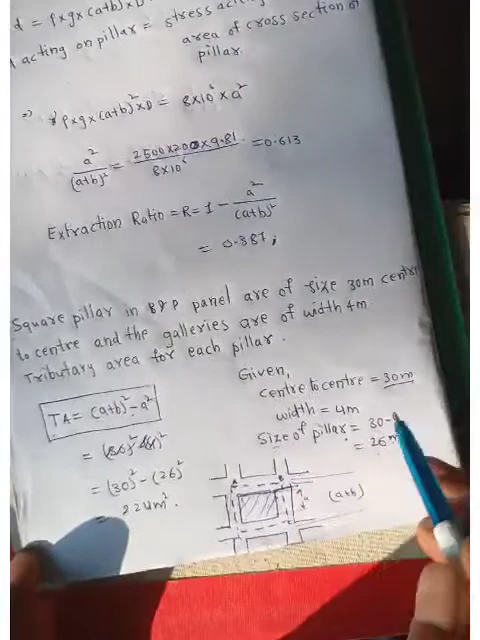 d = ρ×g×(a+b)×D = stress
acting on pillar = area of cross section of
pillar.
⇒ ρ×g×(a+b)²×D = 8×10⁶×a²
a²/(a+b)² = 2500×200×9.81/8×10⁶ = 0.613
Extraction Ratio = R = 1 - a²/(a+b)²
= 0.387;
Square pillar in B&P panel are of size 30m centre
to centre and the galleries are of width 4m
Tributary area for each pillar.
Given,
centre to centre = 30m
width = 4m
Size of pillar = 30-
= 26m
TA = (a+b)² - a²
= (30)² - (26)²
= 224m².
(a+b)